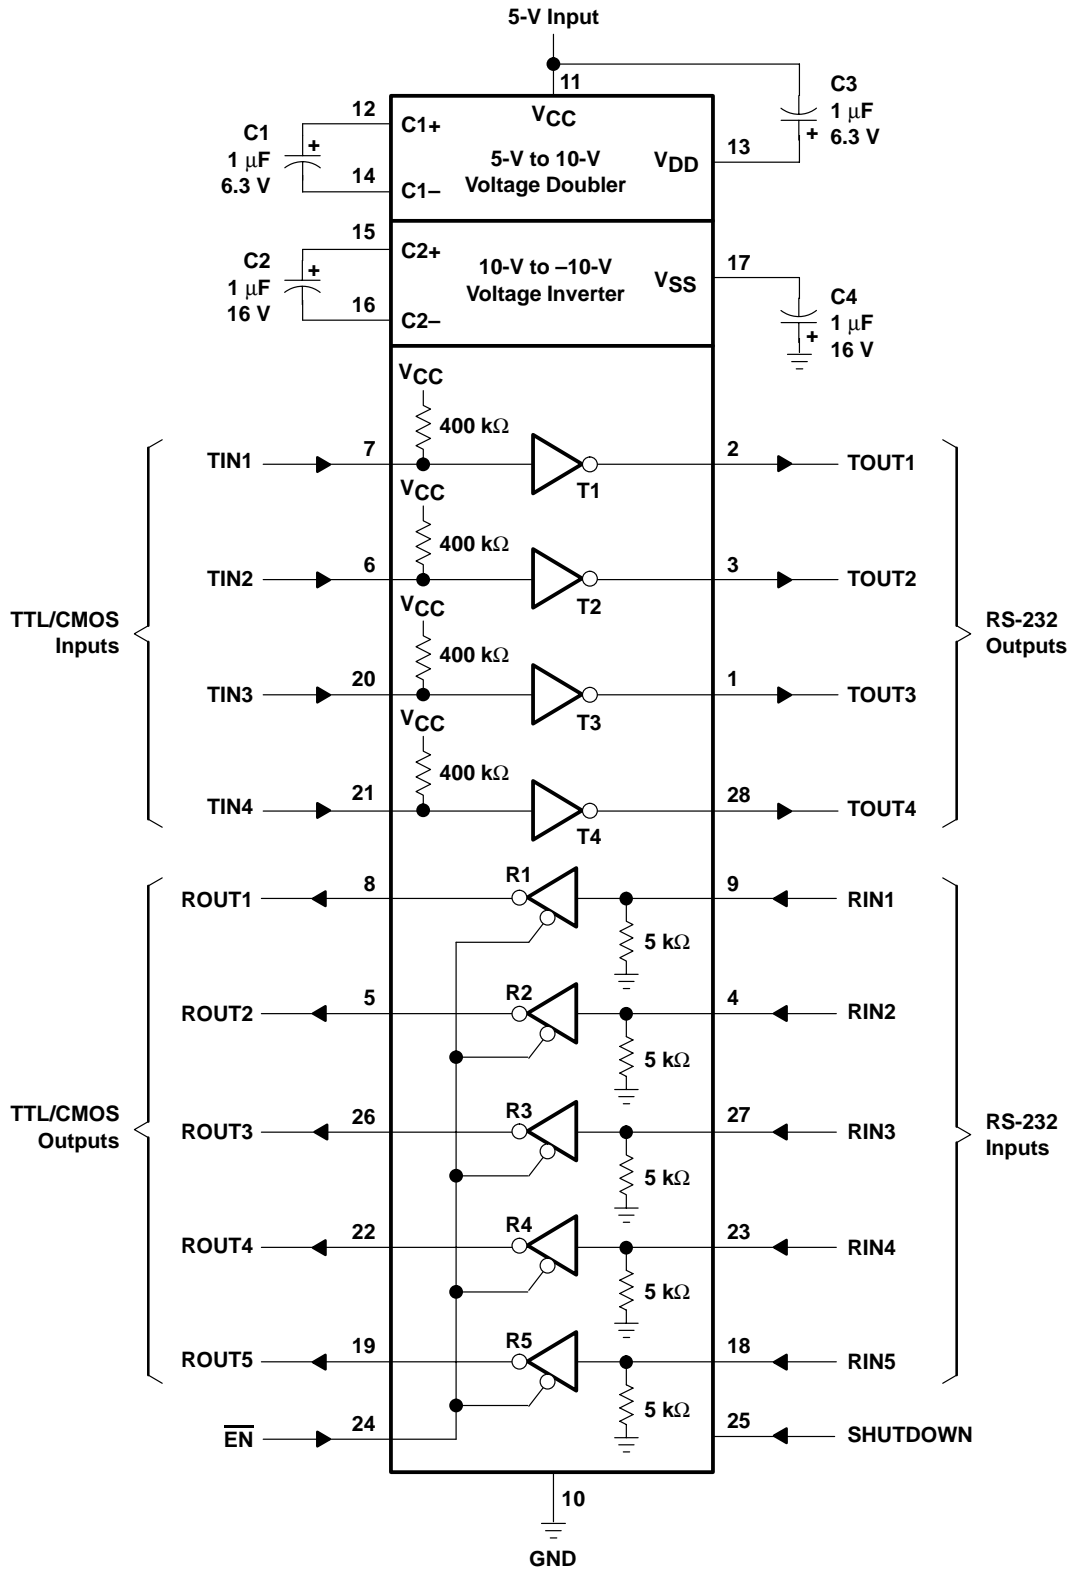 5-V Input
11
C3
1 µF
6.3 V
+
12
C1+
VCC
C1
1 µF
6.3 V
+
5-V to 10-V
Voltage Doubler
VDD
13
14
C1–
15
C2+
C2
1 µF
16 V
+
10-V to –10-V
Voltage Inverter
VSS
17
16
C2–
C4
1 µF
16 V
+
VCC
400 kΩ
TIN1
7
T1
2
TOUT1
VCC
400 kΩ
TIN2
6
T2
3
TOUT2
TTL/CMOS
Inputs
RS-232
Outputs
VCC
400 kΩ
TIN3
20
T3
1
TOUT3
VCC
400 kΩ
TIN4
21
T4
28
TOUT4
ROUT1
8
R1
9
RIN1
5 kΩ
ROUT2
5
R2
4
RIN2
5 kΩ
TTL/CMOS
Outputs
RS-232
Inputs
ROUT3
26
R3
27
RIN3
5 kΩ
ROUT4
22
R4
23
RIN4
5 kΩ
ROUT5
19
R5
18
RIN5
5 kΩ
EN
24
25
SHUTDOWN
10
GND